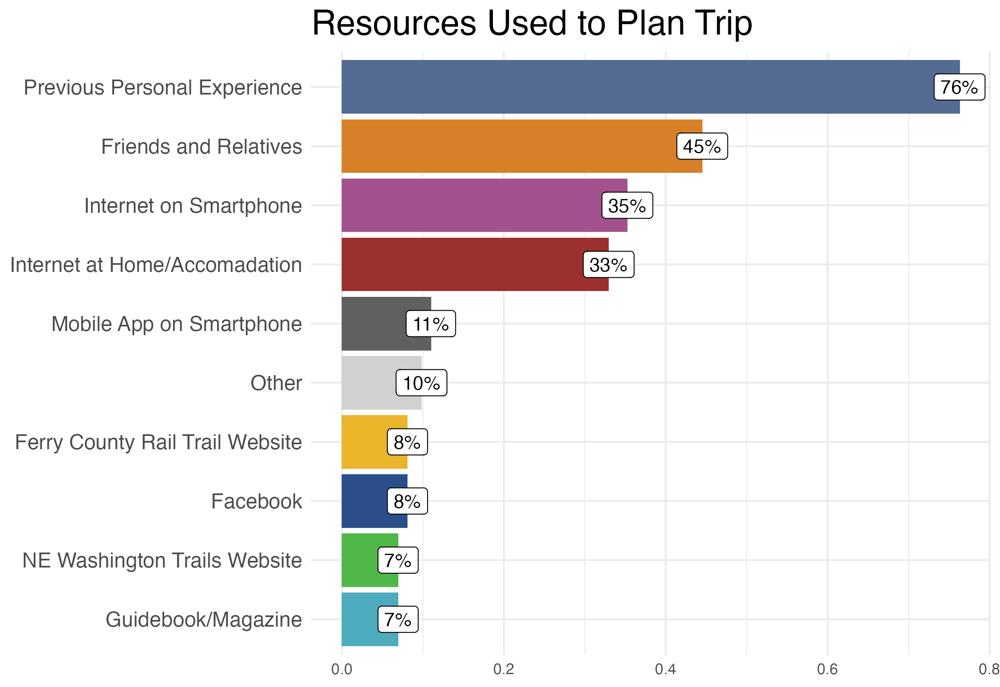 Resources Used to Plan Trip
Previous Personal Experience 76%
Friends and Relatives 45%
Internet on Smartphone 35%
Internet at Home/Accomadation 33%
Mobile App on Smartphone 11%
Other 10%
Ferry County Rail Trail Website 8%
Facebook 8%
NE Washington Trails Website 7%
Guidebook/Magazine 7%
0.0 0.2 0.4 0.6 0.8